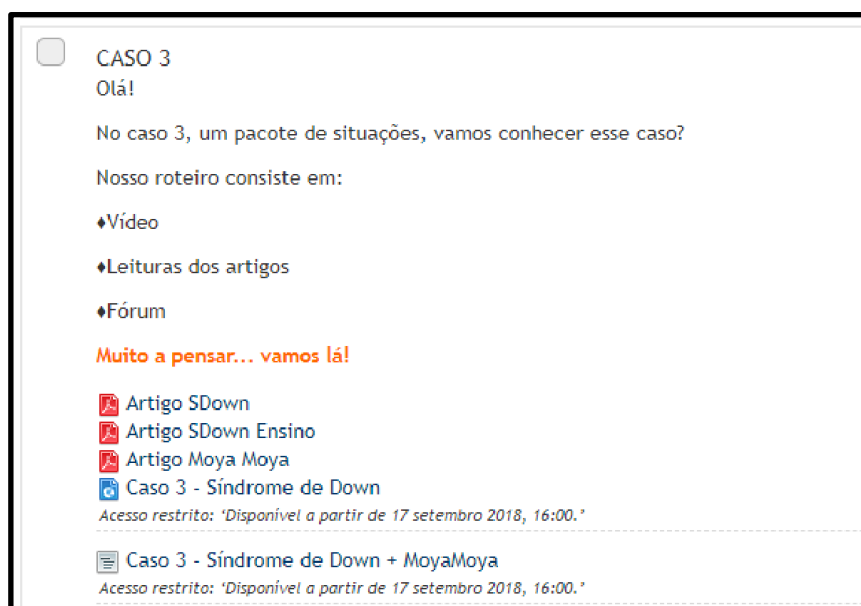 CASO 3
Olá!
No caso 3, um pacote de situações, vamos conhecer esse caso?
Nosso roteiro consiste em:
♦Vídeo
♦Leituras dos artigos
♦Fórum
Muito a pensar... vamos lá!
Artigo SDown
Artigo SDown Ensino
Artigo Moya Moya
Caso 3 - Síndrome de Down
Acesso restrito: ‘Disponível a partir de 17 setembro 2018, 16:00.’
Caso 3 - Síndrome de Down + MoyaMoya
Acesso restrito: ‘Disponível a partir de 17 setembro 2018, 16:00.’